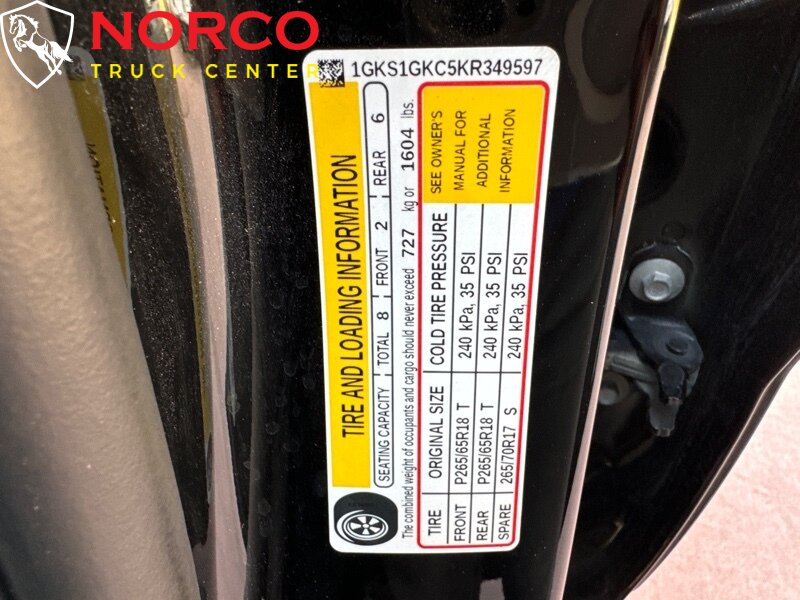 NORCO
TRUCK CENTER
1GKS1GKC5KR349597
TIRE AND LOADING INFORMATION
SEATING CAPACITY TOTAL 8 FRONT 2 REAR 6
The combined weight of occupants and cargo should never exceed 727 kg or 1604 lbs.
TIRE ORIGINAL SIZE COLD TIRE PRESSURE SEE OWNER'S
FRONT P265/65R18 T 240 kPa, 35 PSI MANUAL FOR
REAR P265/65R18 T 240 kPa, 35 PSI ADDITIONAL
SPARE 265/70R17 S 240 kPa, 35 PSI INFORMATION